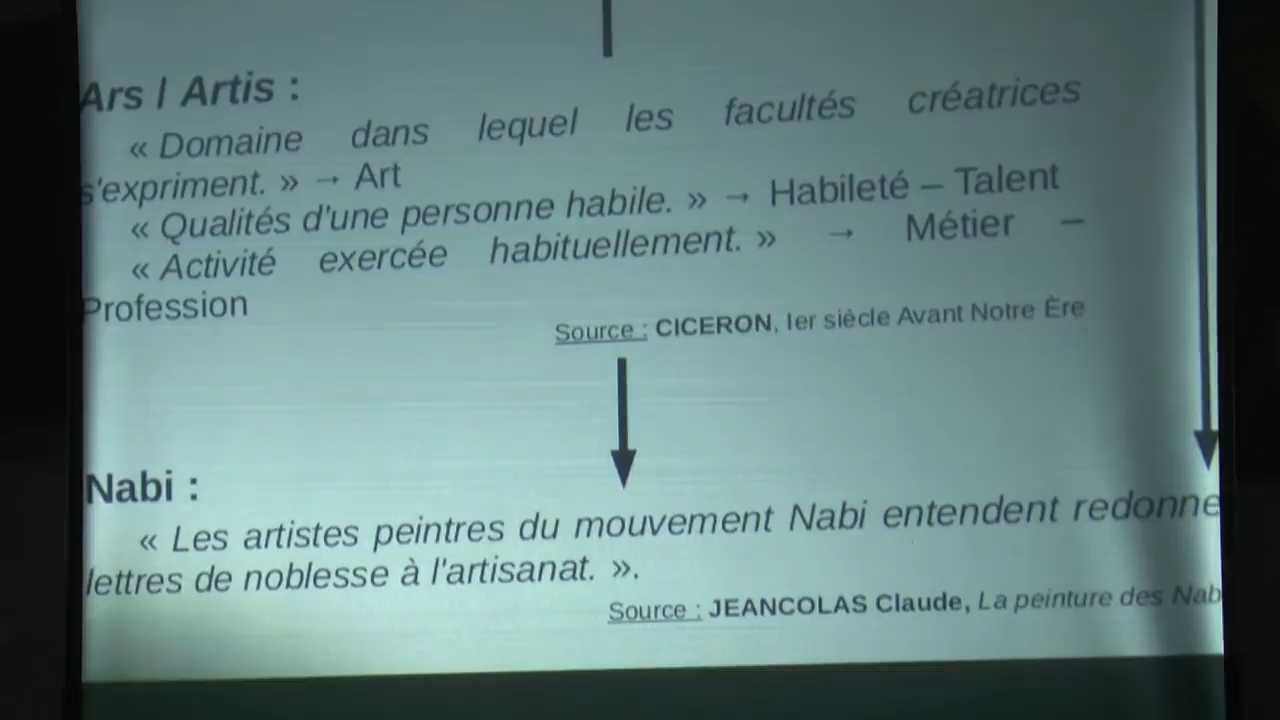 Ars / Artis :
« Domaine dans lequel les facultés créatrices
s'expriment. » → Art
« Qualités d'une personne habile. » → Habileté – Talent
« Activité exercée habituellement. » → Métier –
Profession
Source : CICERON, Ier siècle Avant Notre Ère
Nabi :
« Les artistes peintres du mouvement Nabi entendent redonne
lettres de noblesse à l'artisanat. ».
Source : JEANCOLAS Claude, La peinture des Nab